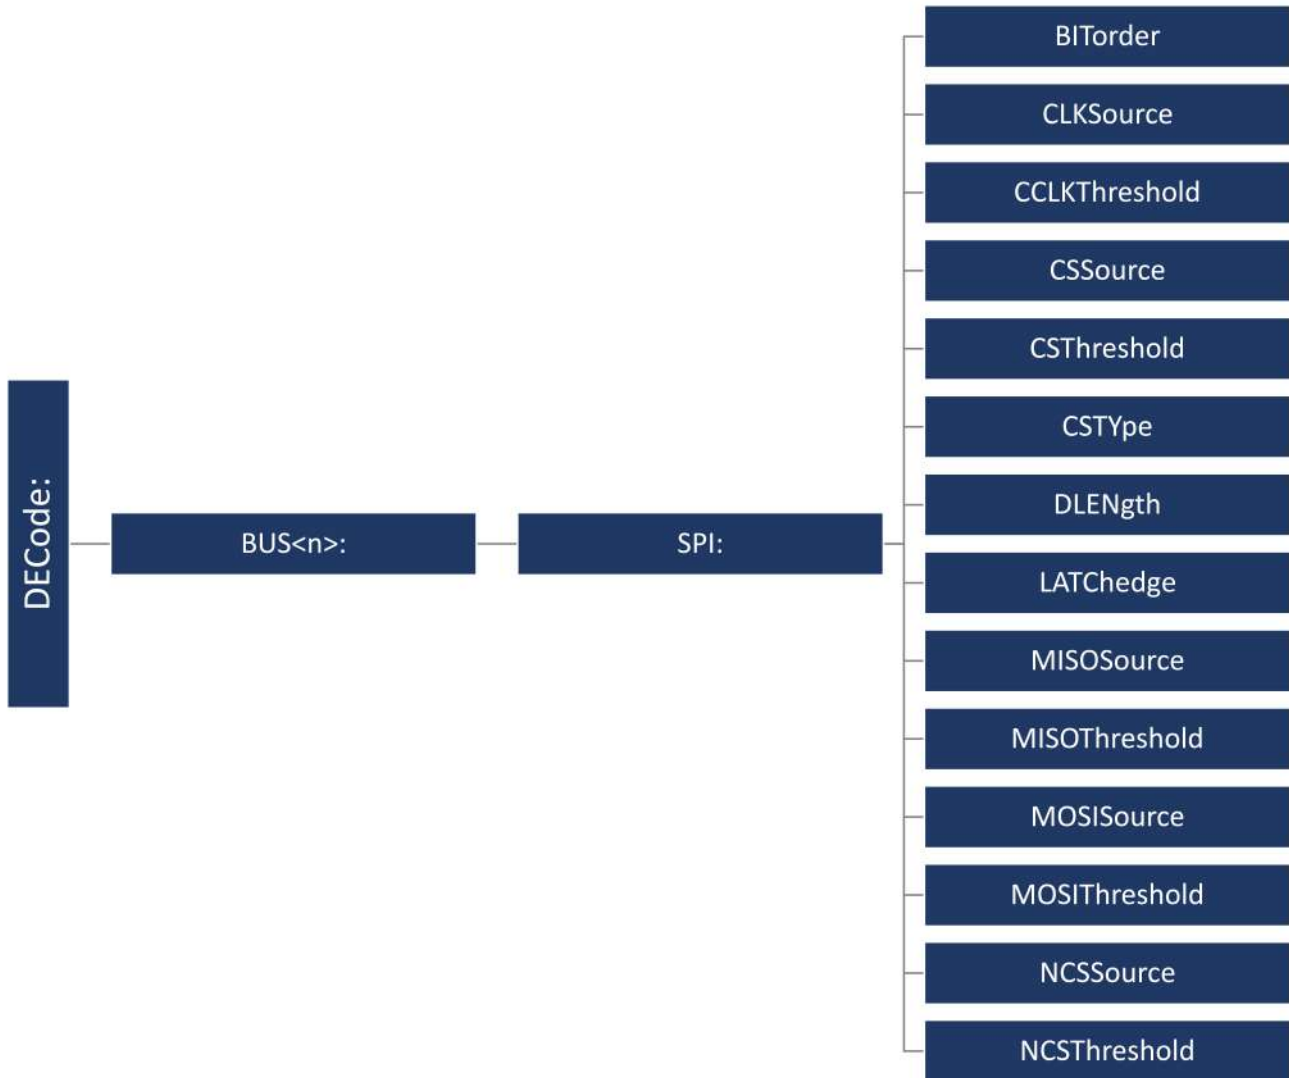 DECode:
BUS<n>:
SPI:
BITorder
CLKSource
CCLKThreshold
CSSource
CSThreshold
CSTYpe
DLENgth
LATChedge
MISOSource
MISOThreshold
MOSISource
MOSIThreshold
NCSSource
NCSThreshold